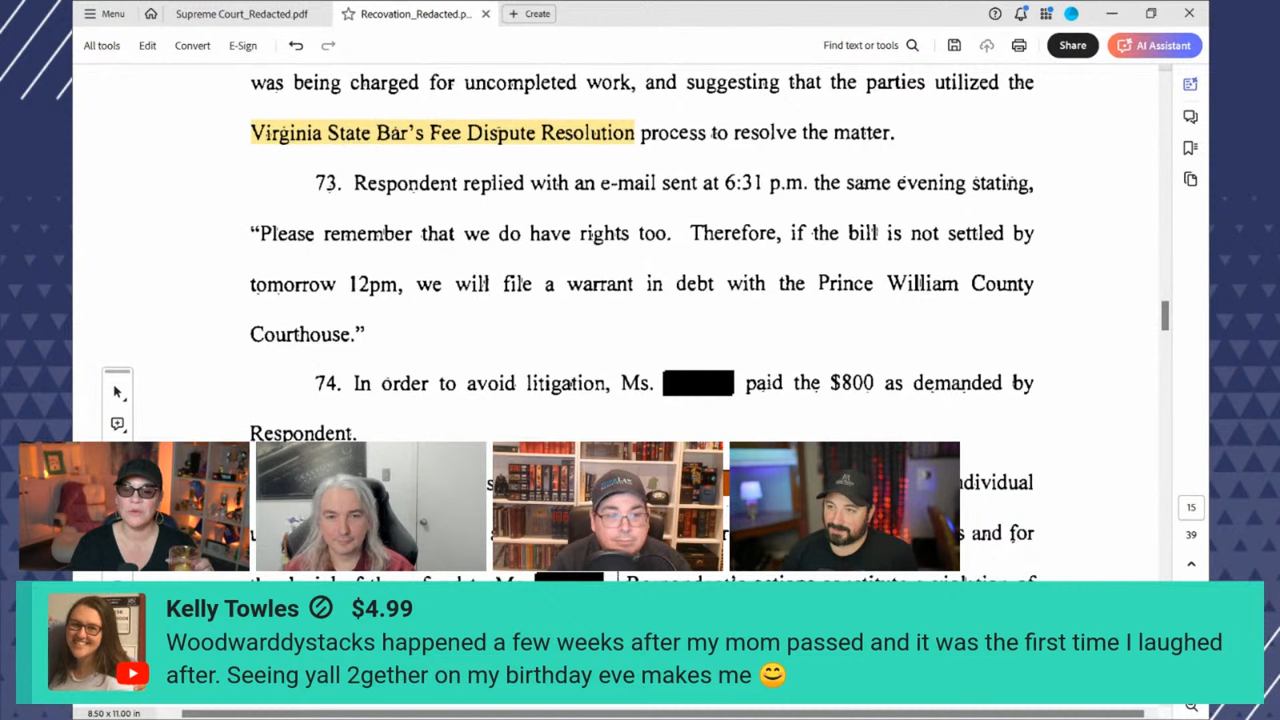 Menu
Supreme Court_Redacted.pdf
Recovation_Redacted.p...
Create
All tools
Edit
Convert
E-Sign
Find text or tools
Share
AI Assistant
was being charged for uncompleted work, and suggesting that the parties utilized the
Virginia State Bar's Fee Dispute Resolution process to resolve the matter.
73. Respondent replied with an e-mail sent at 6:31 p.m. the same evening stating,
"Please remember that we do have rights too. Therefore, if the bill is not settled by
tomorrow 12pm, we will file a warrant in debt with the Prince William County
Courthouse."
74. In order to avoid litigation, Ms. paid the $800 as demanded by
Respondent.
ndividual
s and for
15
39
Kelly Towles $4.99
Woodwarddystacks happened a few weeks after my mom passed and it was the first time I laughed
after. Seeing yall 2gether on my birthday eve makes me 😊
8.50 x 11.00 in